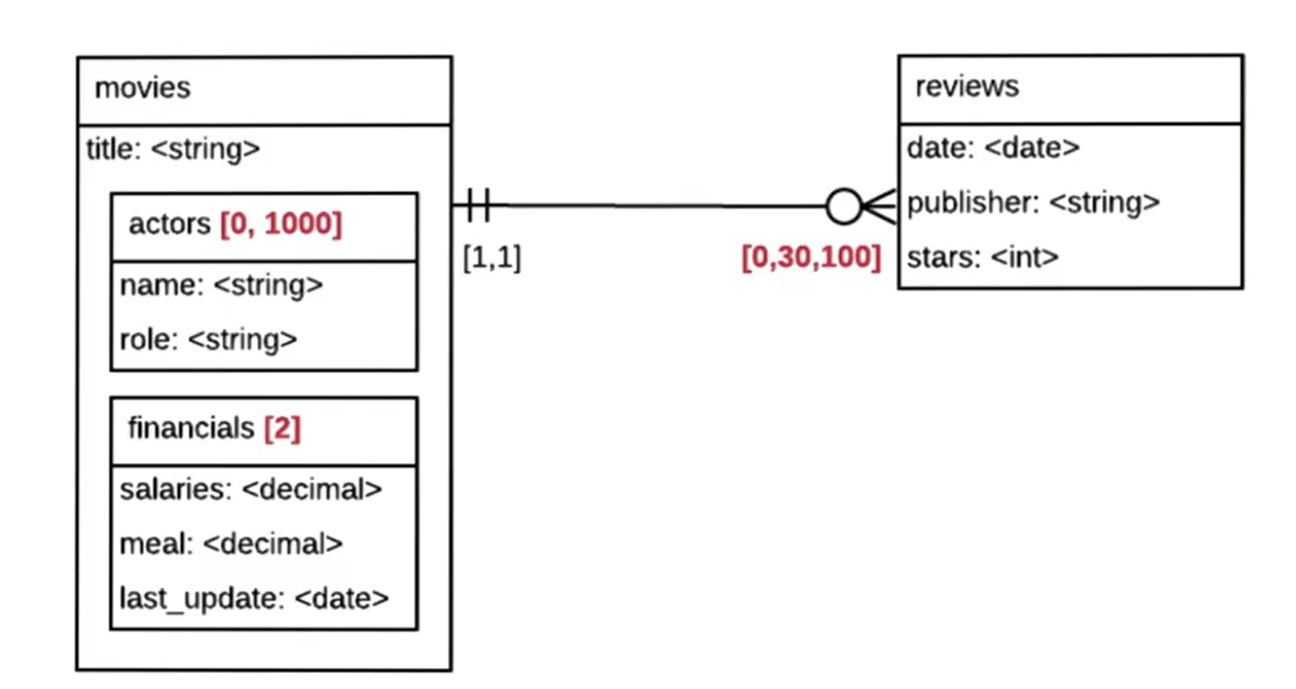 movies
title: <string>
actors [0, 1000]
name: <string>
role: <string>
financials [2]
salaries: <decimal>
meal: <decimal>
last_update: <date>
[1,1]
[0,30,100]
reviews
date: <date>
publisher: <string>
stars: <int>